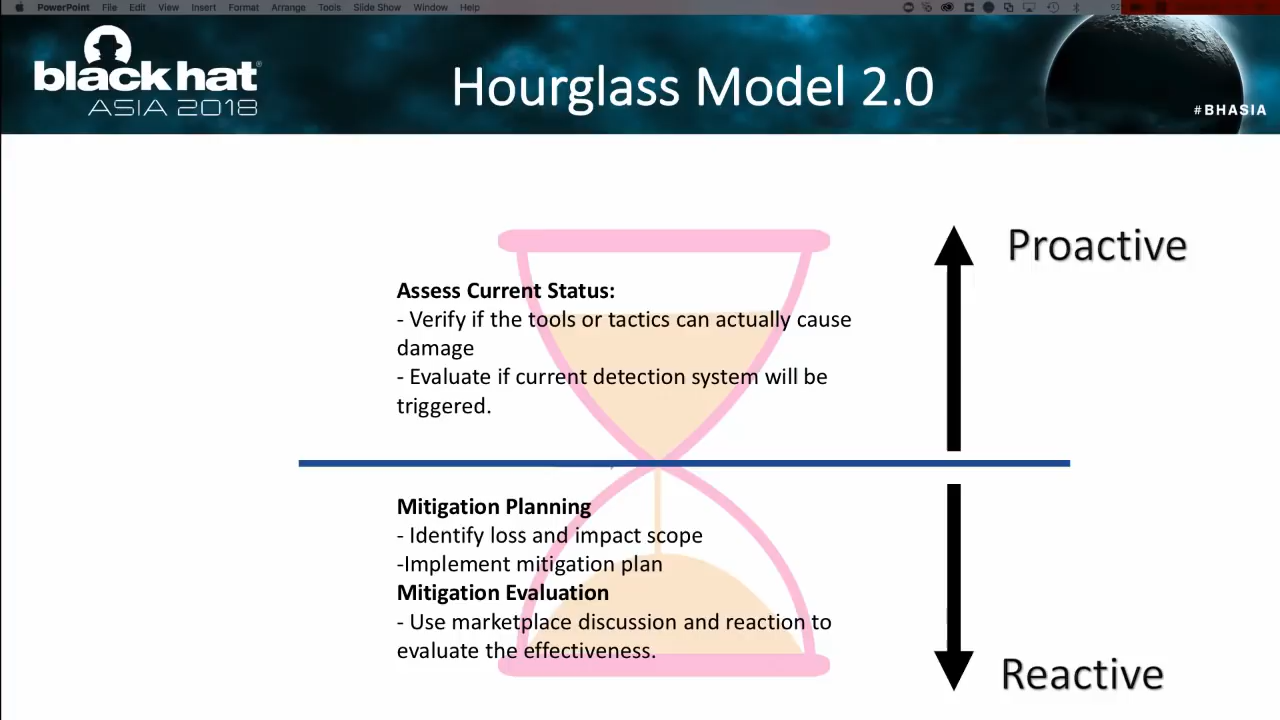 PowerPoint File Edit View Insert Format Arrange Tools Slide Show Window Help
black hat®
ASIA 2018
Hourglass Model 2.0
#BHASIA
Proactive
Assess Current Status:
- Verify if the tools or tactics can actually cause
damage
- Evaluate if current detection system will be
triggered.
Mitigation Planning
- Identify loss and impact scope
-Implement mitigation plan
Mitigation Evaluation
- Use marketplace discussion and reaction to
evaluate the effectiveness.
Reactive